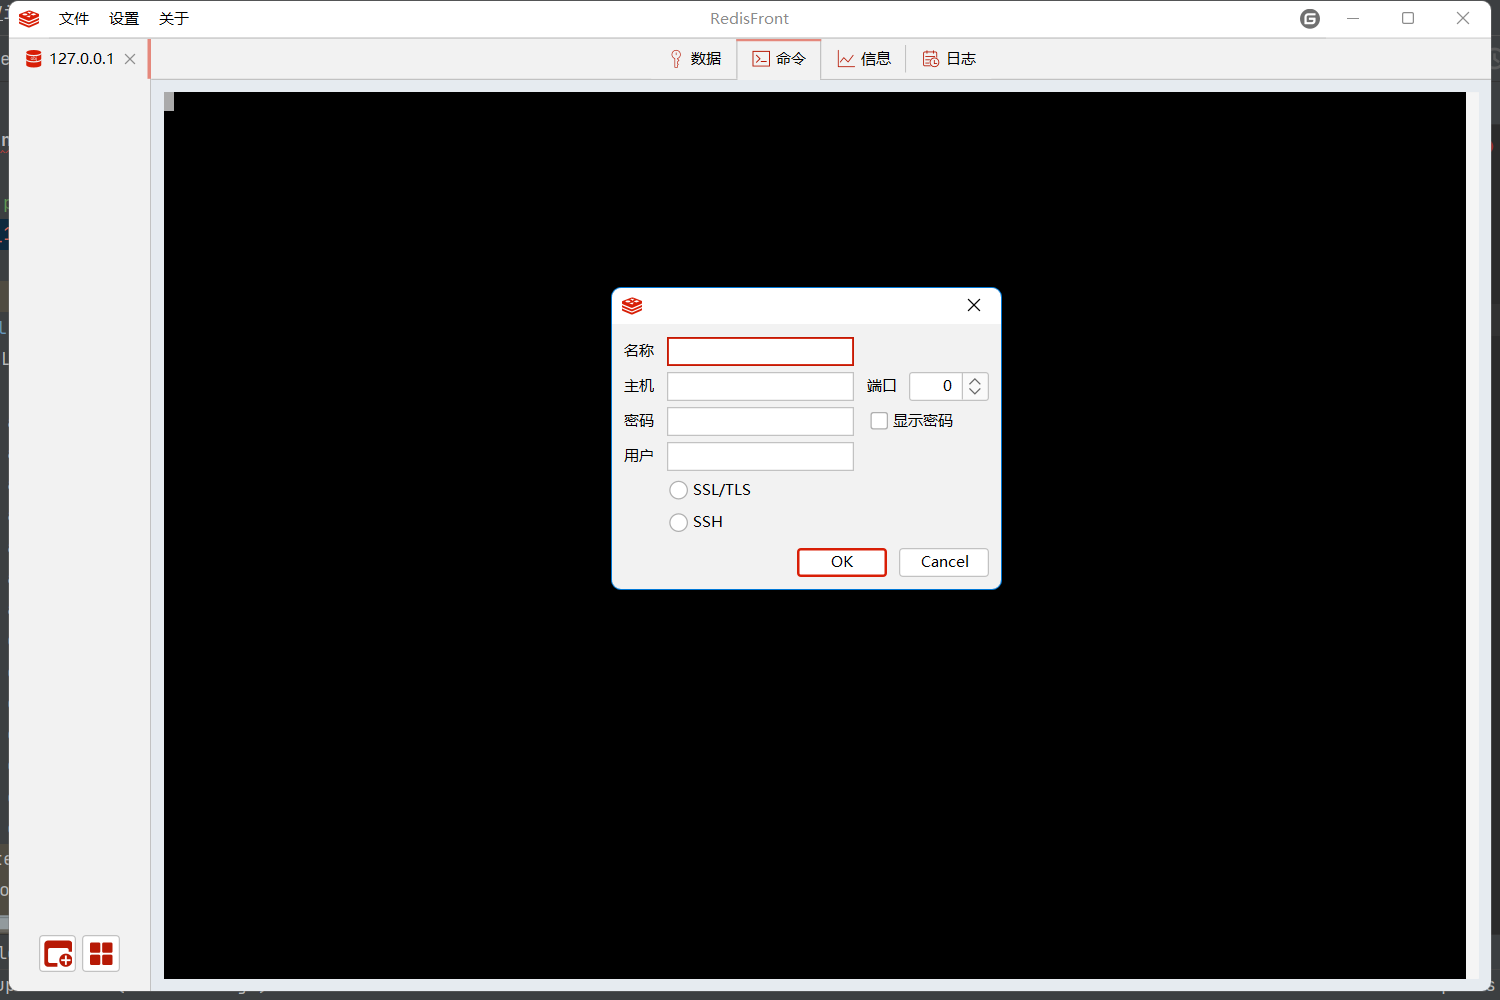 文件 设置 关于 RedisFront
127.0.0.1 数据 命令 信息 日志
名称
主机 端口 0
密码 显示密码
用户
SSL/TLS
SSH
OK Cancel